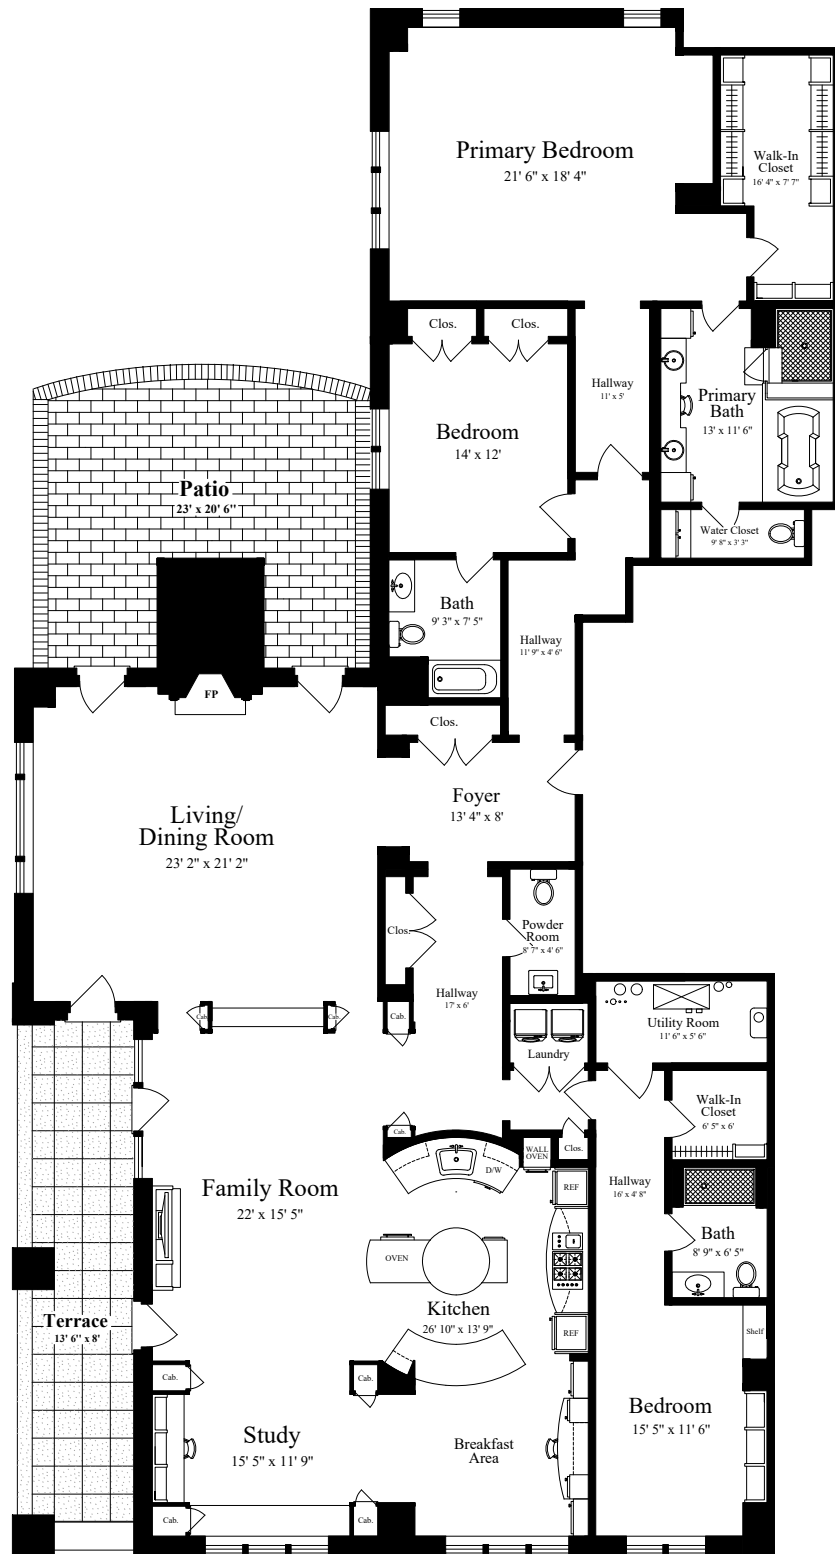 Primary Bedroom
21' 6" x 18' 4"
Walk-In
Closet
16' 4" x 7' 7"
Clos.
Clos.
Hallway
11' x 5'
Primary
Bath
13' x 11' 6"
Bedroom
14' x 12'
Patio
23' x 20' 6"
Water Closet
9' 8" x 3' 3"
Bath
9' 3" x 7' 5"
Hallway
11' 9" x 4' 6"
FP
Clos.
Foyer
13' 4" x 8'
Living/
Dining Room
23' 2" x 21' 2"
Clos.
Powder
Room
8' 7" x 4' 6"
Hallway
17' x 6'
Cab.
Cab.
Cab.
Utility Room
11' 6" x 5' 6"
Laundry
Walk-In
Closet
6' 5" x 6'
Cab.
Clos.
WALL
OVEN
D/W
REF
Family Room
22' x 15' 5"
Hallway
16' x 4' 8"
Bath
8' 9" x 6' 5"
OVEN
Kitchen
26' 10" x 13' 9"
REF
Terrace
13' 6" x 8'
Shelf
Cab.
Cab.
Bedroom
15' 5" x 11' 6"
Study
15' 5" x 11' 9"
Breakfast
Area
Cab.
Cab.